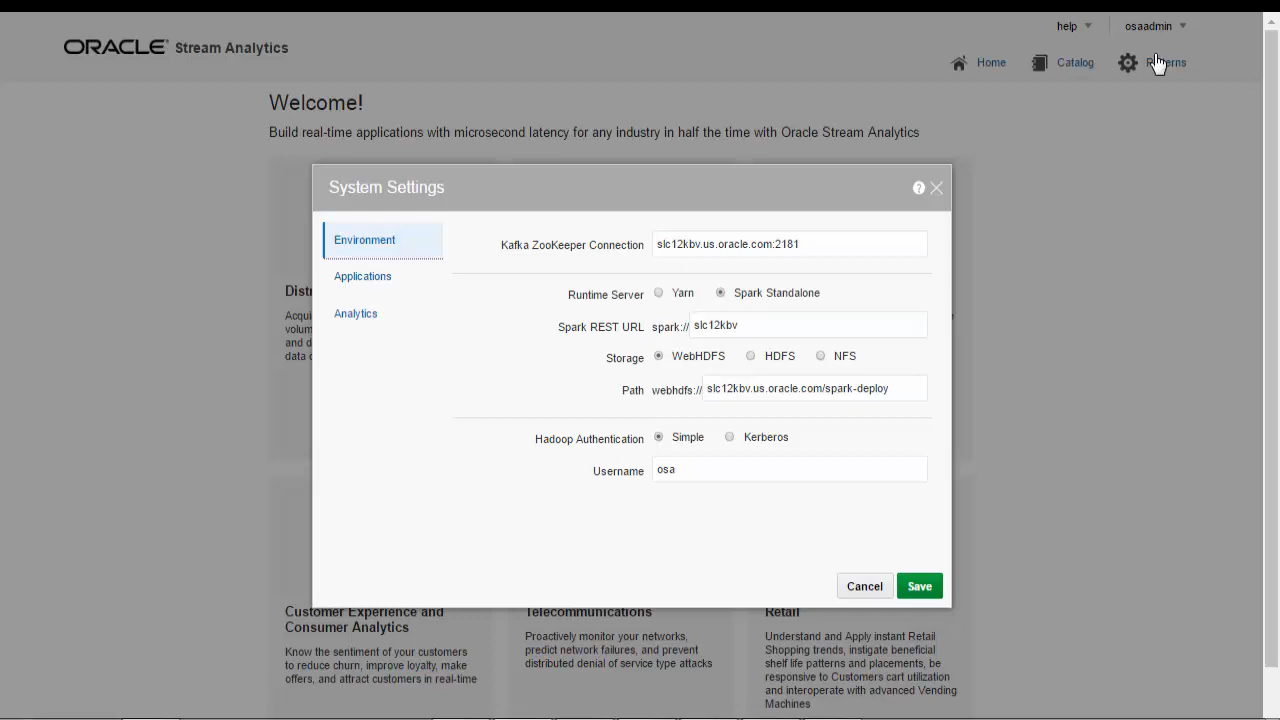 help osaadmin
ORACLE Stream Analytics
Home Catalog
Welcome!
Build real-time applications with microsecond latency for any industry in half the time with Oracle Stream Analytics
System Settings
?
Environment
Applications
Analytics
Kafka ZooKeeper Connection slc12kbv.us.oracle.com:2181
Runtime Server Yarn Spark Standalone
Spark REST URL spark:// slc12kbv
Storage WebHDFS HDFS NFS
Path webhdfs:// slc12kbv.us.oracle.com/spark-deploy
Hadoop Authentication Simple Kerberos
Username osa
Cancel Save
Customer Experience and
Consumer Analytics
Know the sentiment of your customers
to reduce churn, improve loyalty, make
offers, and attract customers in real-time
Telecommunications
Proactively monitor your networks,
predict network failures, and prevent
distributed denial of service type attacks
Retail
Understand and Apply instant Retail
Shopping trends, instigate beneficial
shelf life patterns and placements, be
responsive to Customers cart utilization
and interoperate with advanced Vending
Machines